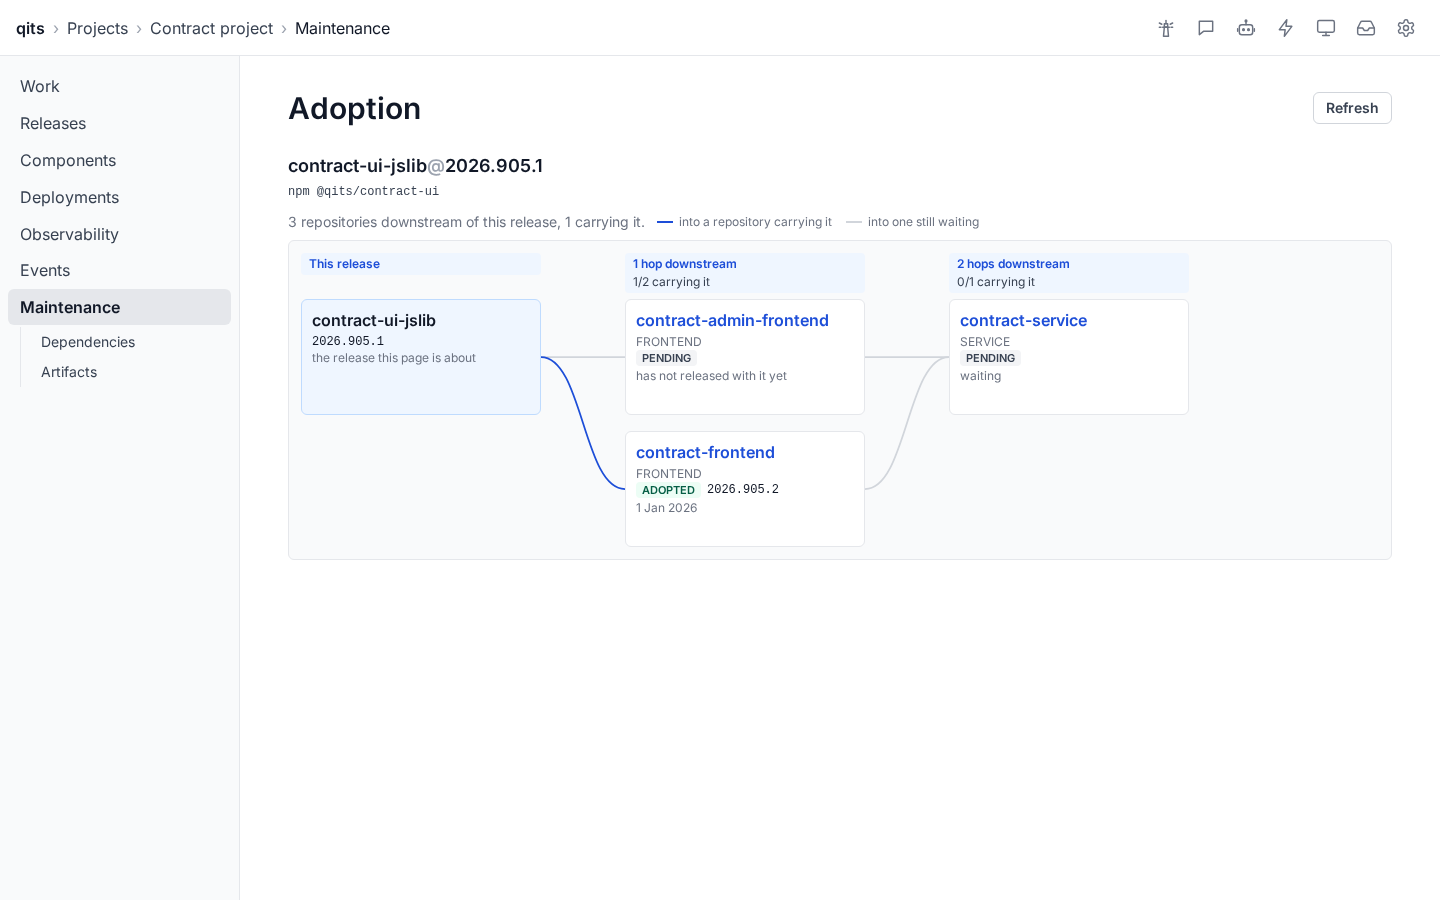 qits › Projects › Contract project › Maintenance
Work
Releases
Components
Deployments
Observability
Events
Maintenance
Dependencies
Artifacts
Adoption
Refresh
contract-ui-jslib@2026.905.1
npm @qits/contract-ui
3 repositories downstream of this release, 1 carrying it. into a repository carrying it into one still waiting
This release
contract-ui-jslib
2026.905.1
the release this page is about
1 hop downstream
1/2 carrying it
contract-admin-frontend
FRONTEND
PENDING
has not released with it yet
contract-frontend
FRONTEND
ADOPTED 2026.905.2
1 Jan 2026
2 hops downstream
0/1 carrying it
contract-service
SERVICE
PENDING
waiting